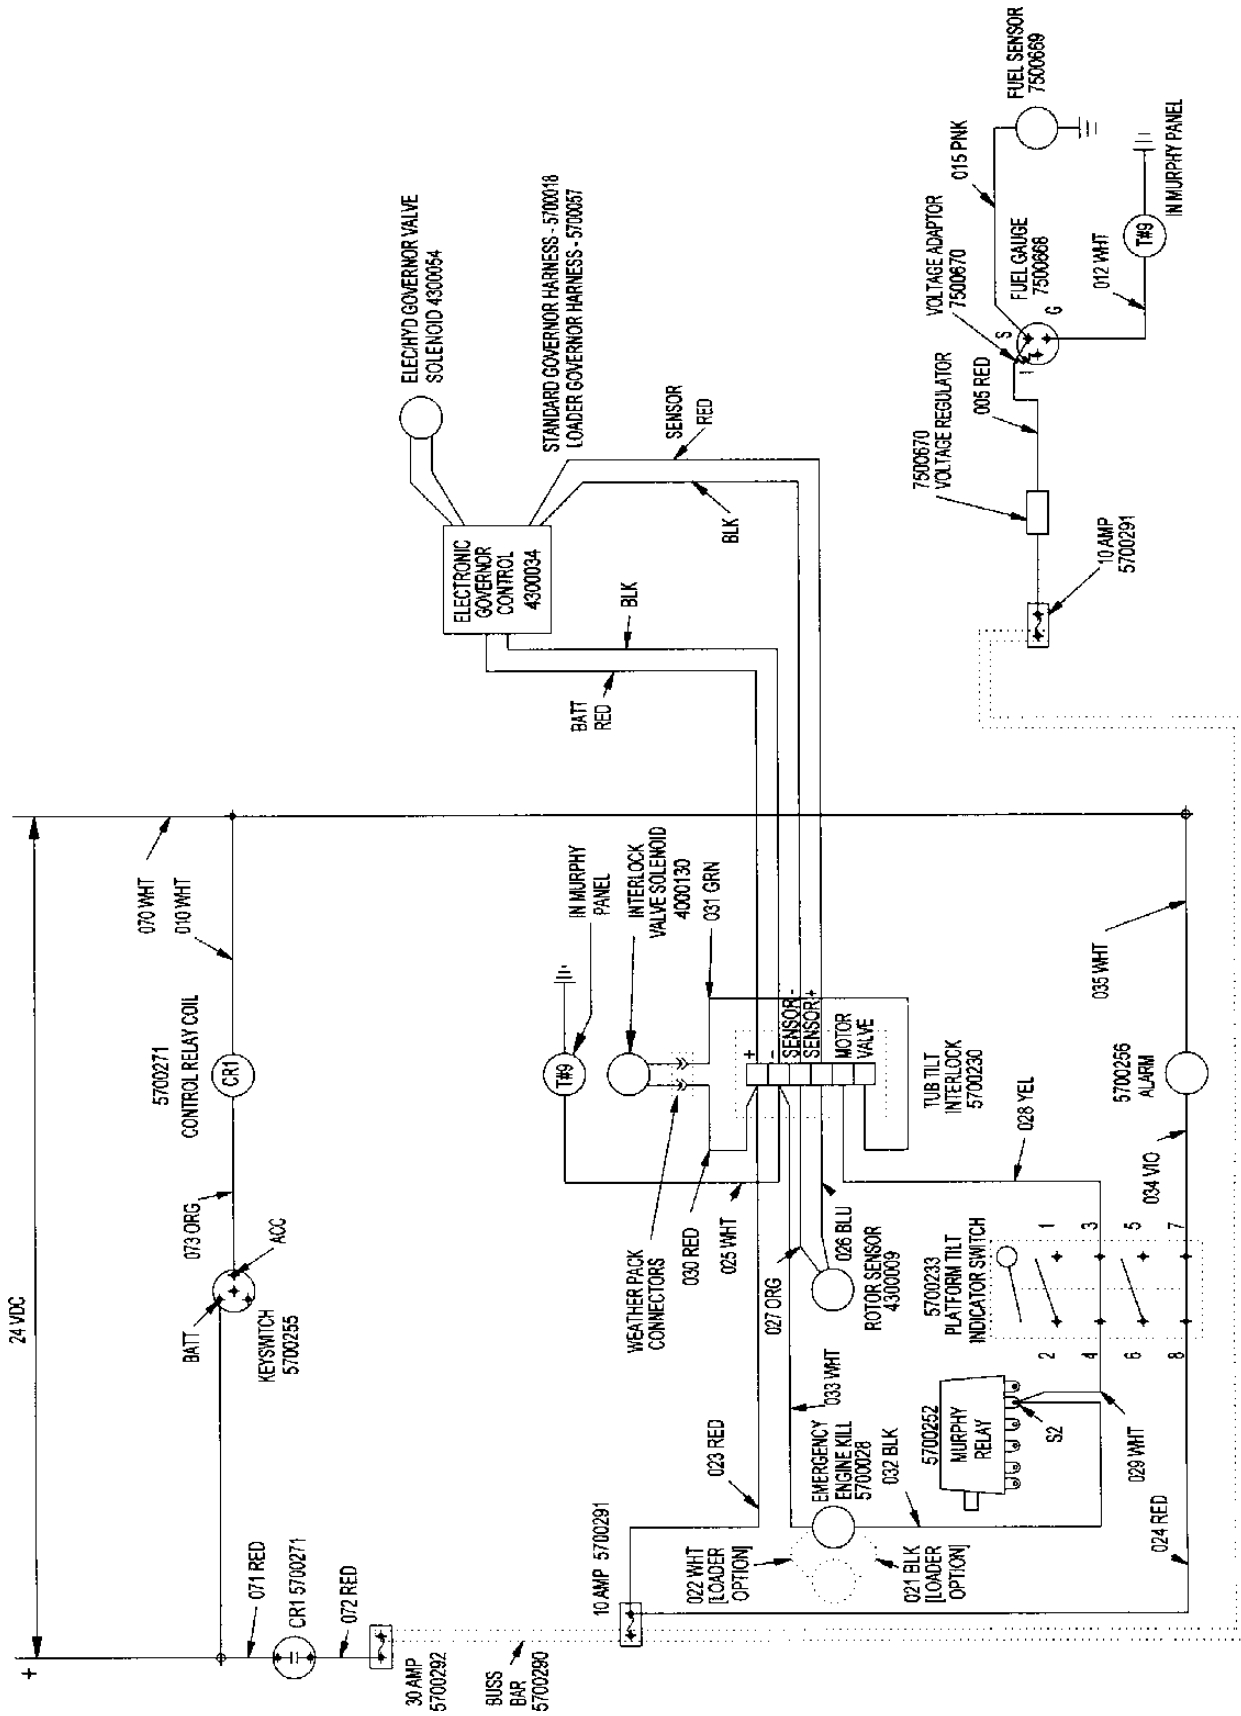 24 VDC
+
BATT
KEYSWITCH
5700255
ACC
073 ORG
5700271
CONTROL RELAY COIL
CR1
070 WHT
010 WHT
071 RED
CR1 5700271
072 RED
30 AMP
5700292
BUSS
BAR
5700290
ELEC/HYD GOVERNOR VALVE
SOLENOID 4300054
ELECTRONIC
GOVERNOR
CONTROL
4300034
STANDARD GOVERNOR HARNESS - 5700018
LOADER GOVERNOR HARNESS - 5700057
BATT
RED
BLK
SENSOR
RED
BLK
T#9
IN MURPHY
PANEL
INTERLOCK
VALVE SOLENOID
4000130
031 GRN
WEATHER PACK
CONNECTORS
030 RED
025 WHT
+
-
SENSOR -
SENSOR +
MOTOR
VALVE
TUB TILT
INTERLOCK
5700230
027 ORG
026 BLU
ROTOR SENSOR
4300009
028 YEL
10 AMP 5700291
023 RED
033 WHT
022 WHT
[LOADER
OPTION]
EMERGENCY
ENGINE KILL
5700028
032 BLK
021 BLK
[LOADER
OPTION]
5700252
MURPHY
RELAY
S2
029 WHT
5700233
PLATFORM TILT
INDICATOR SWITCH
2
4
6
8
1
3
5
7
024 RED
034 VIO
5700256
ALARM
035 WHT
10 AMP
5700291
7500670
VOLTAGE REGULATOR
005 RED
VOLTAGE ADAPTOR
7500670
FUEL GAUGE
7500668
I
S
G
015 PNK
FUEL SENSOR
7500669
012 WHT
T#9
IN MURPHY PANEL